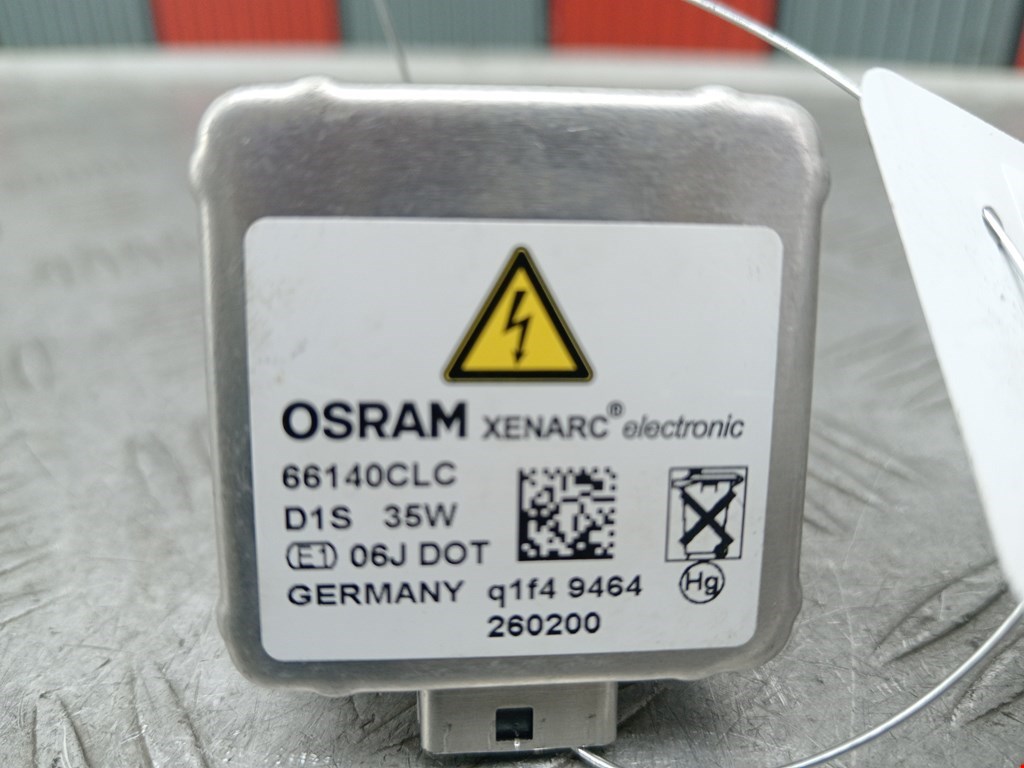 OSRAM XENARC® electronic
66140CLC
D1S 35W
E1 06J DOT
GERMANY q1f4 9464
260200
Hg